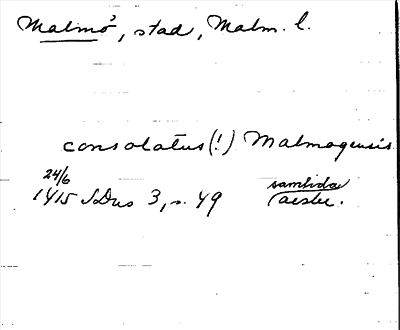 Malmö, stad, Malm. l.
consolatus (!) Malmogensis
24/6
1415 SDns 3, s. 49
samtida avskr.